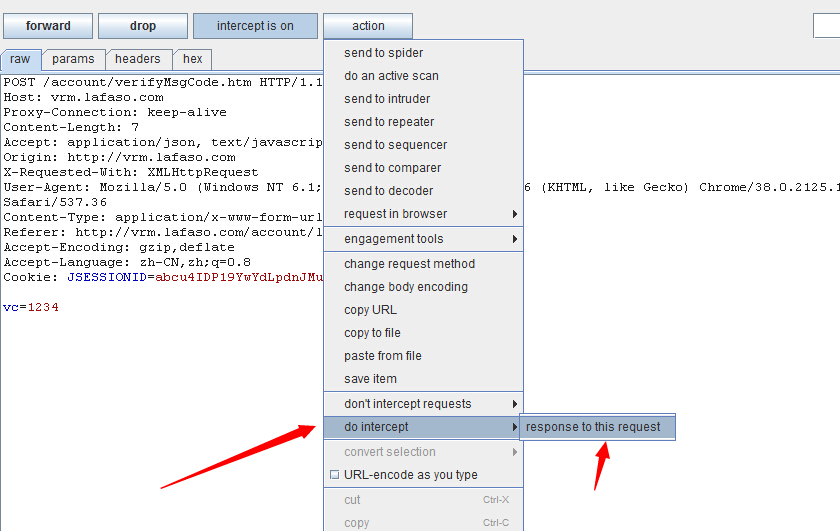 forward
drop
intercept is on
action
raw
params
headers
hex
POST /account/verifyMsgCode.htm HTTP/1.1
Host: vrm.lafaso.com
Proxy-Connection: keep-alive
Content-Length: 7
Accept: application/json, text/javascrip
Origin: http://vrm.lafaso.com
X-Requested-With: XMLHttpRequest
User-Agent: Mozilla/5.0 (Windows NT 6.1; 6 (KHTML, like Gecko) Chrome/38.0.2125.1
Safari/537.36
Content-Type: application/x-www-form-url
Referer: http://vrm.lafaso.com/account/l
Accept-Encoding: gzip,deflate
Accept-Language: zh-CN,zh;q=0.8
Cookie: JSESSIONID=abcu4IDP19YwYdLpdnJMu
vc=1234
send to spider
do an active scan
send to intruder
send to repeater
send to sequencer
send to comparer
send to decoder
request in browser
engagement tools
change request method
change body encoding
copy URL
copy to file
paste from file
save item
don't intercept requests
do intercept
response to this request
convert selection
URL-encode as you type
cut Ctrl-X
copy Ctrl-C